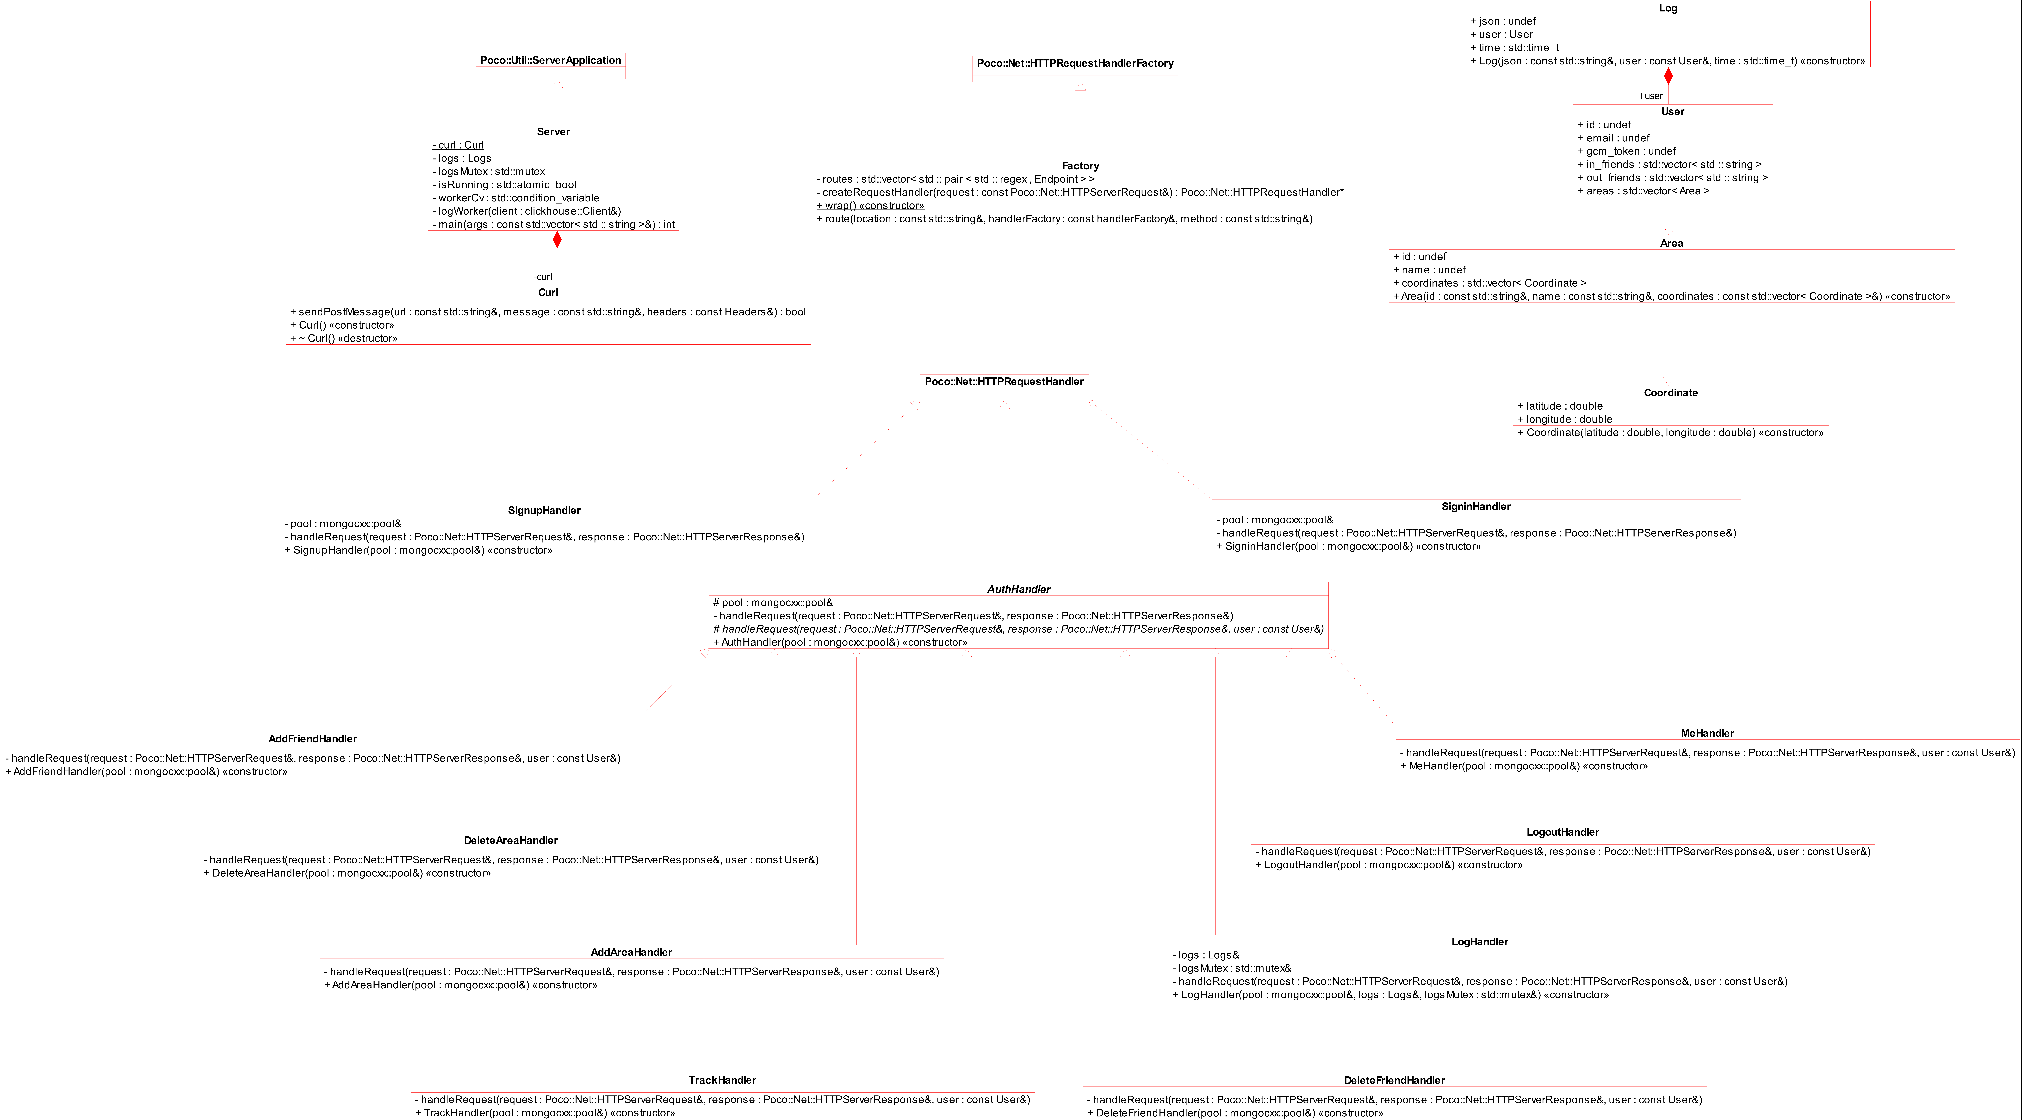 Poco::Util::ServerApplication
Server
- curl : Curl
- logs : Logs
- logsMutex : std::mutex
- isRunning : std::atomic_bool
- workerCv : std::condition_variable
- logWorker(client : clickhouse::Client&)
- main(args : const std::vector< std :: string >&) : int
curl
Curl
+ sendPostMessage(url : const std::string&, message : const std::string&, headers : const Headers&) : bool
+ Curl() «constructor»
+ ~ Curl() «destructor»
Poco::Net::HTTPRequestHandlerFactory
Factory
- routes : std::vector< std :: pair < std :: regex , Endpoint > >
- createRequestHandler(request : const Poco::Net::HTTPServerRequest&) : Poco::Net::HTTPRequestHandler*
+ wrap() «constructor»
+ route(location : const std::string&, handlerFactory : const handlerFactory&, method : const std::string&)
Log
+ json : undef
+ user : User
+ time : std::time_t
+ Log(json : const std::string&, user : const User&, time : std::time_t) «constructor»
1 user
User
+ id : undef
+ email : undef
+ gcm_token : undef
+ in_friends : std::vector< std :: string >
+ out_friends : std::vector< std :: string >
+ areas : std::vector< Area >
Area
+ id : undef
+ name : undef
+ coordinates : std::vector< Coordinate >
+ Area(id : const std::string&, name : const std::string&, coordinates : const std::vector< Coordinate >&) «constructor»
Coordinate
+ latitude : double
+ longitude : double
+ Coordinate(latitude : double, longitude : double) «constructor»
Poco::Net::HTTPRequestHandler
SignupHandler
- pool : mongocxx::pool&
- handleRequest(request : Poco::Net::HTTPServerRequest&, response : Poco::Net::HTTPServerResponse&)
+ SignupHandler(pool : mongocxx::pool&) «constructor»
SigninHandler
- pool : mongocxx::pool&
- handleRequest(request : Poco::Net::HTTPServerRequest&, response : Poco::Net::HTTPServerResponse&)
+ SigninHandler(pool : mongocxx::pool&) «constructor»
AuthHandler
# pool : mongocxx::pool&
- handleRequest(request : Poco::Net::HTTPServerRequest&, response : Poco::Net::HTTPServerResponse&)
# handleRequest(request : Poco::Net::HTTPServerRequest&, response : Poco::Net::HTTPServerResponse&, user : const User&)
+ AuthHandler(pool : mongocxx::pool&) «constructor»
AddFriendHandler
- handleRequest(request : Poco::Net::HTTPServerRequest&, response : Poco::Net::HTTPServerResponse&, user : const User&)
+ AddFriendHandler(pool : mongocxx::pool&) «constructor»
MeHandler
- handleRequest(request : Poco::Net::HTTPServerRequest&, response : Poco::Net::HTTPServerResponse&, user : const User&)
+ MeHandler(pool : mongocxx::pool&) «constructor»
DeleteAreaHandler
- handleRequest(request : Poco::Net::HTTPServerRequest&, response : Poco::Net::HTTPServerResponse&, user : const User&)
+ DeleteAreaHandler(pool : mongocxx::pool&) «constructor»
LogoutHandler
- handleRequest(request : Poco::Net::HTTPServerRequest&, response : Poco::Net::HTTPServerResponse&, user : const User&)
+ LogoutHandler(pool : mongocxx::pool&) «constructor»
AddAreaHandler
- handleRequest(request : Poco::Net::HTTPServerRequest&, response : Poco::Net::HTTPServerResponse&, user : const User&)
+ AddAreaHandler(pool : mongocxx::pool&) «constructor»
LogHandler
- logs : Logs&
- logsMutex : std::mutex&
- handleRequest(request : Poco::Net::HTTPServerRequest&, response : Poco::Net::HTTPServerResponse&, user : const User&)
+ LogHandler(pool : mongocxx::pool&, logs : Logs&, logsMutex : std::mutex&) «constructor»
TrackHandler
- handleRequest(request : Poco::Net::HTTPServerRequest&, response : Poco::Net::HTTPServerResponse&, user : const User&)
+ TrackHandler(pool : mongocxx::pool&) «constructor»
DeleteFriendHandler
- handleRequest(request : Poco::Net::HTTPServerRequest&, response : Poco::Net::HTTPServerResponse&, user : const User&)
+ DeleteFriendHandler(pool : mongocxx::pool&) «constructor»